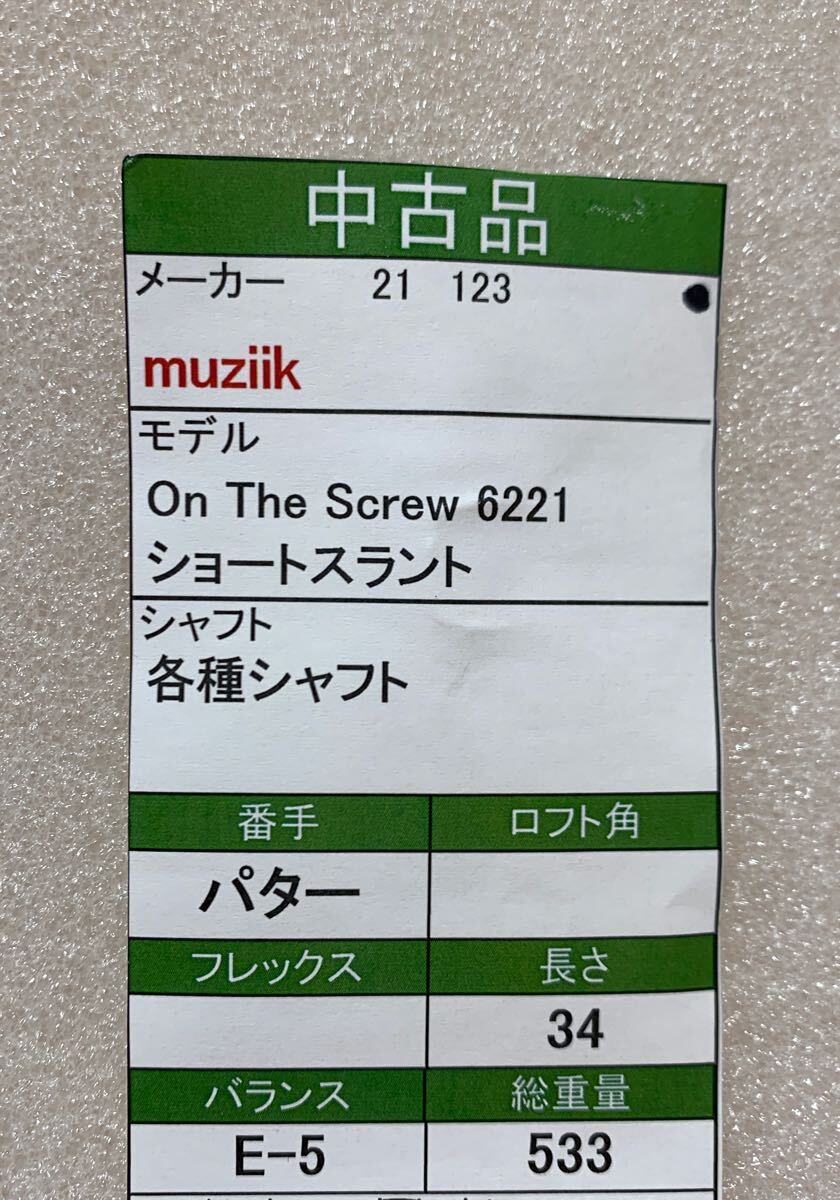 中古品
メーカー 21 123
muziik
モデル
On The Screw 6221
ショートスラント
シャフト
各種シャフト
番手 ロフト角
パター
フレックス 長さ
34
バランス 総重量
E-5 533